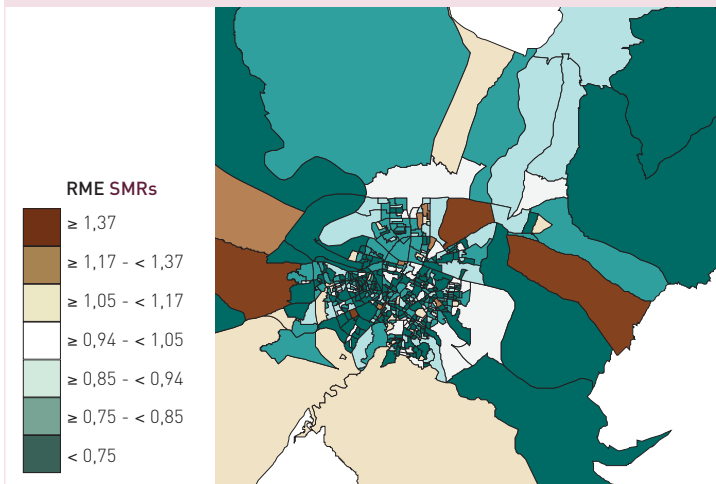 RME SMRs
≥ 1,37
≥ 1,17 - < 1,37
≥ 1,05 - < 1,17
≥ 0,94 - < 1,05
≥ 0,85 - < 0,94
≥ 0,75 - < 0,85
< 0,75